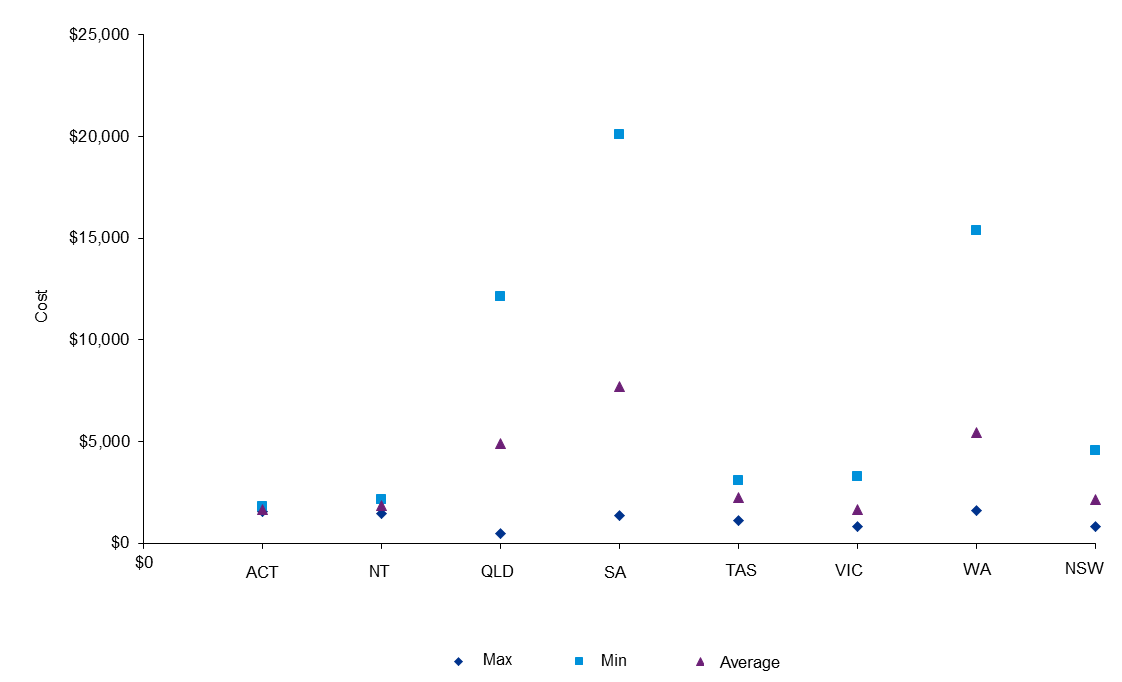 $25,000
$20,000
$15,000
$10,000
$5,000
$0
Cost
$0
ACT
NT
QLD
SA
TAS
VIC
WA
NSW
Max
Min
Average